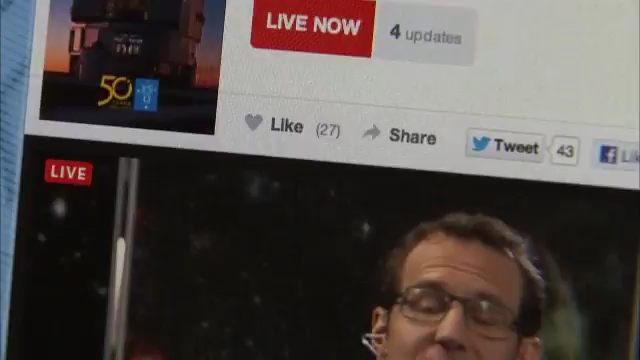 LIVE NOW
4 updates
50
Like (27)
Share
Tweet
43
LIVE